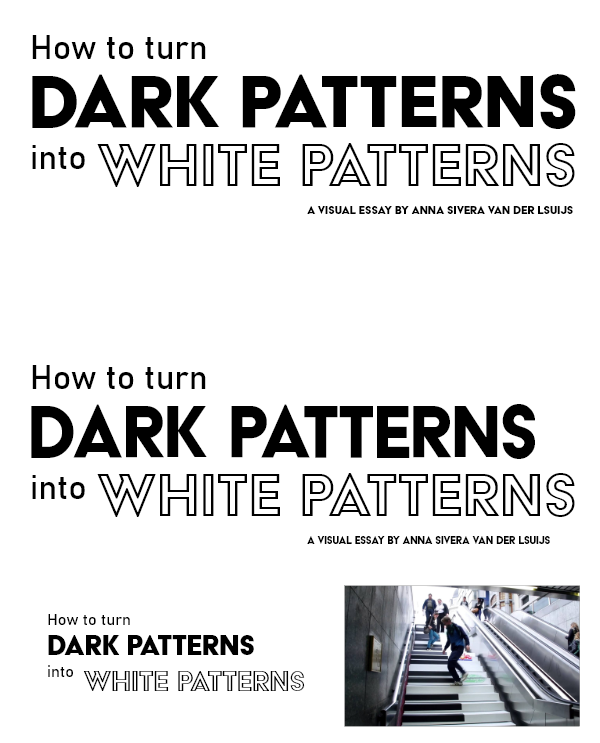 How to turn
DARK PATTERNS
into WHITE PATTERNS
A VISUAL ESSAY BY ANNA SIVERA VAN DER LSUIJS
How to turn
DARK PATTERNS
into WHITE PATTERNS
A VISUAL ESSAY BY ANNA SIVERA VAN DER LSUIJS
How to turn
DARK PATTERNS
into WHITE PATTERNS